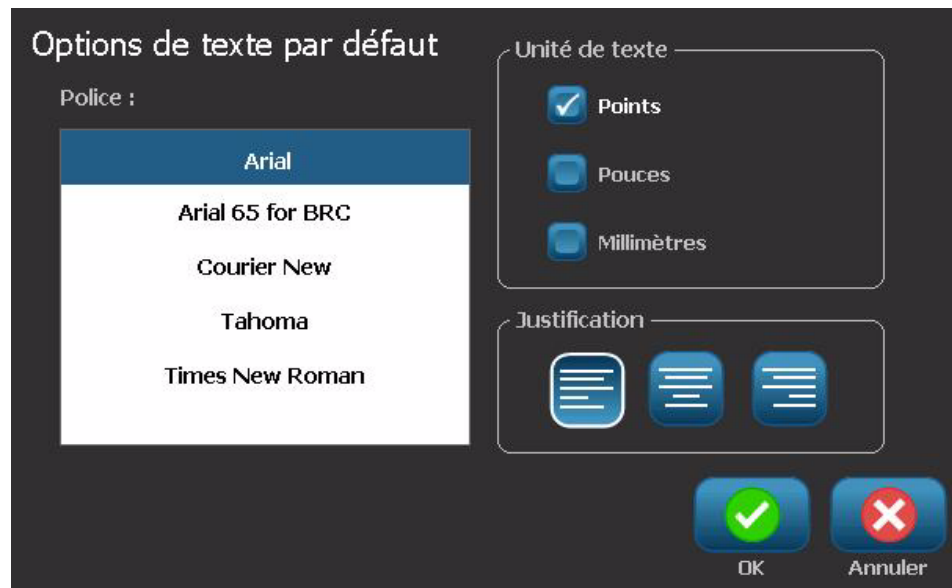 Options de texte par défaut
Police :
Arial
Arial 65 for BRC
Courier New
Tahoma
Times New Roman
Unité de texte
Points
Pouces
Millimètres
Justification
OK
Annuler